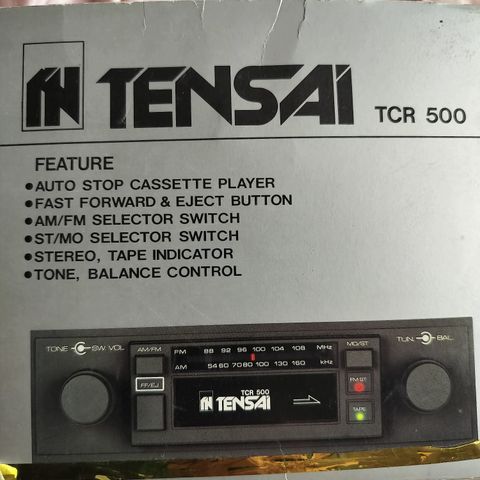 TENSAI TCR 500
FEATURE
•AUTO STOP CASSETTE PLAYER
•FAST FORWARD & EJECT BUTTON
•AM/FM SELECTOR SWITCH
•ST/MO SELECTOR SWITCH
•STEREO, TAPE INDICATOR
•TONE, BALANCE CONTROL
TONE SW. VOL
AM/FM
FM 88 92 96 100 104 108 MHz
AM 54 60 70 80 100 130 160 kHz
MO/ST
TUN. BAL.
FF/EJ
FM ST
TCR 500
TENSAI
TAPE